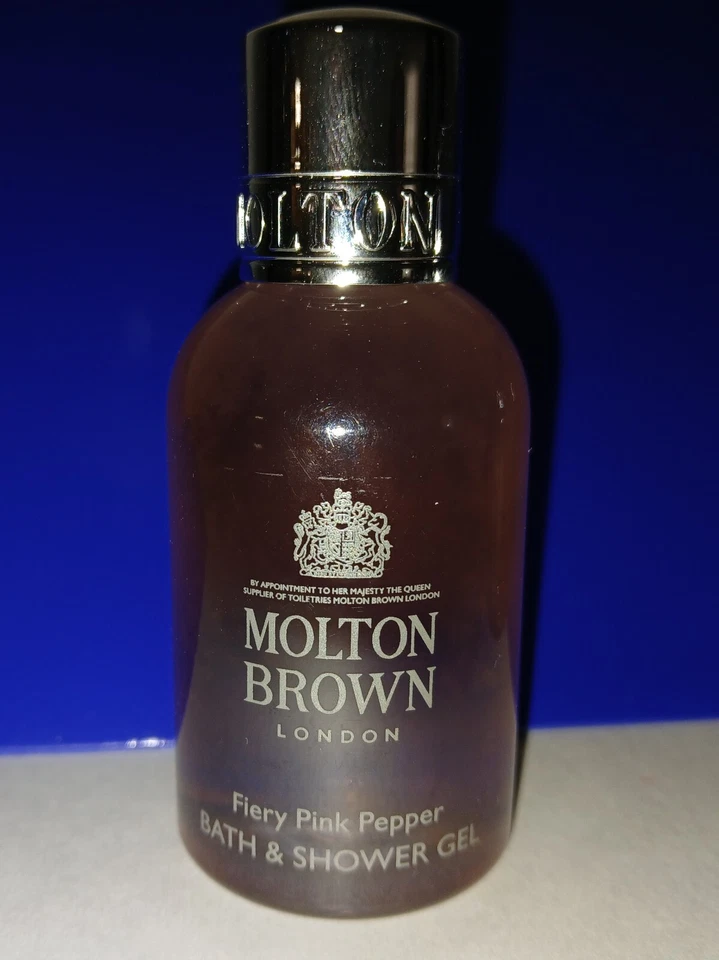 OLTON
BY APPOINTMENT TO HER MAJESTY THE QUEEN
SUPPLIER OF TOILETRIES MOLTON BROWN LONDON
MOLTON
BROWN
LONDON
Fiery Pink Pepper
BATH & SHOWER GEL